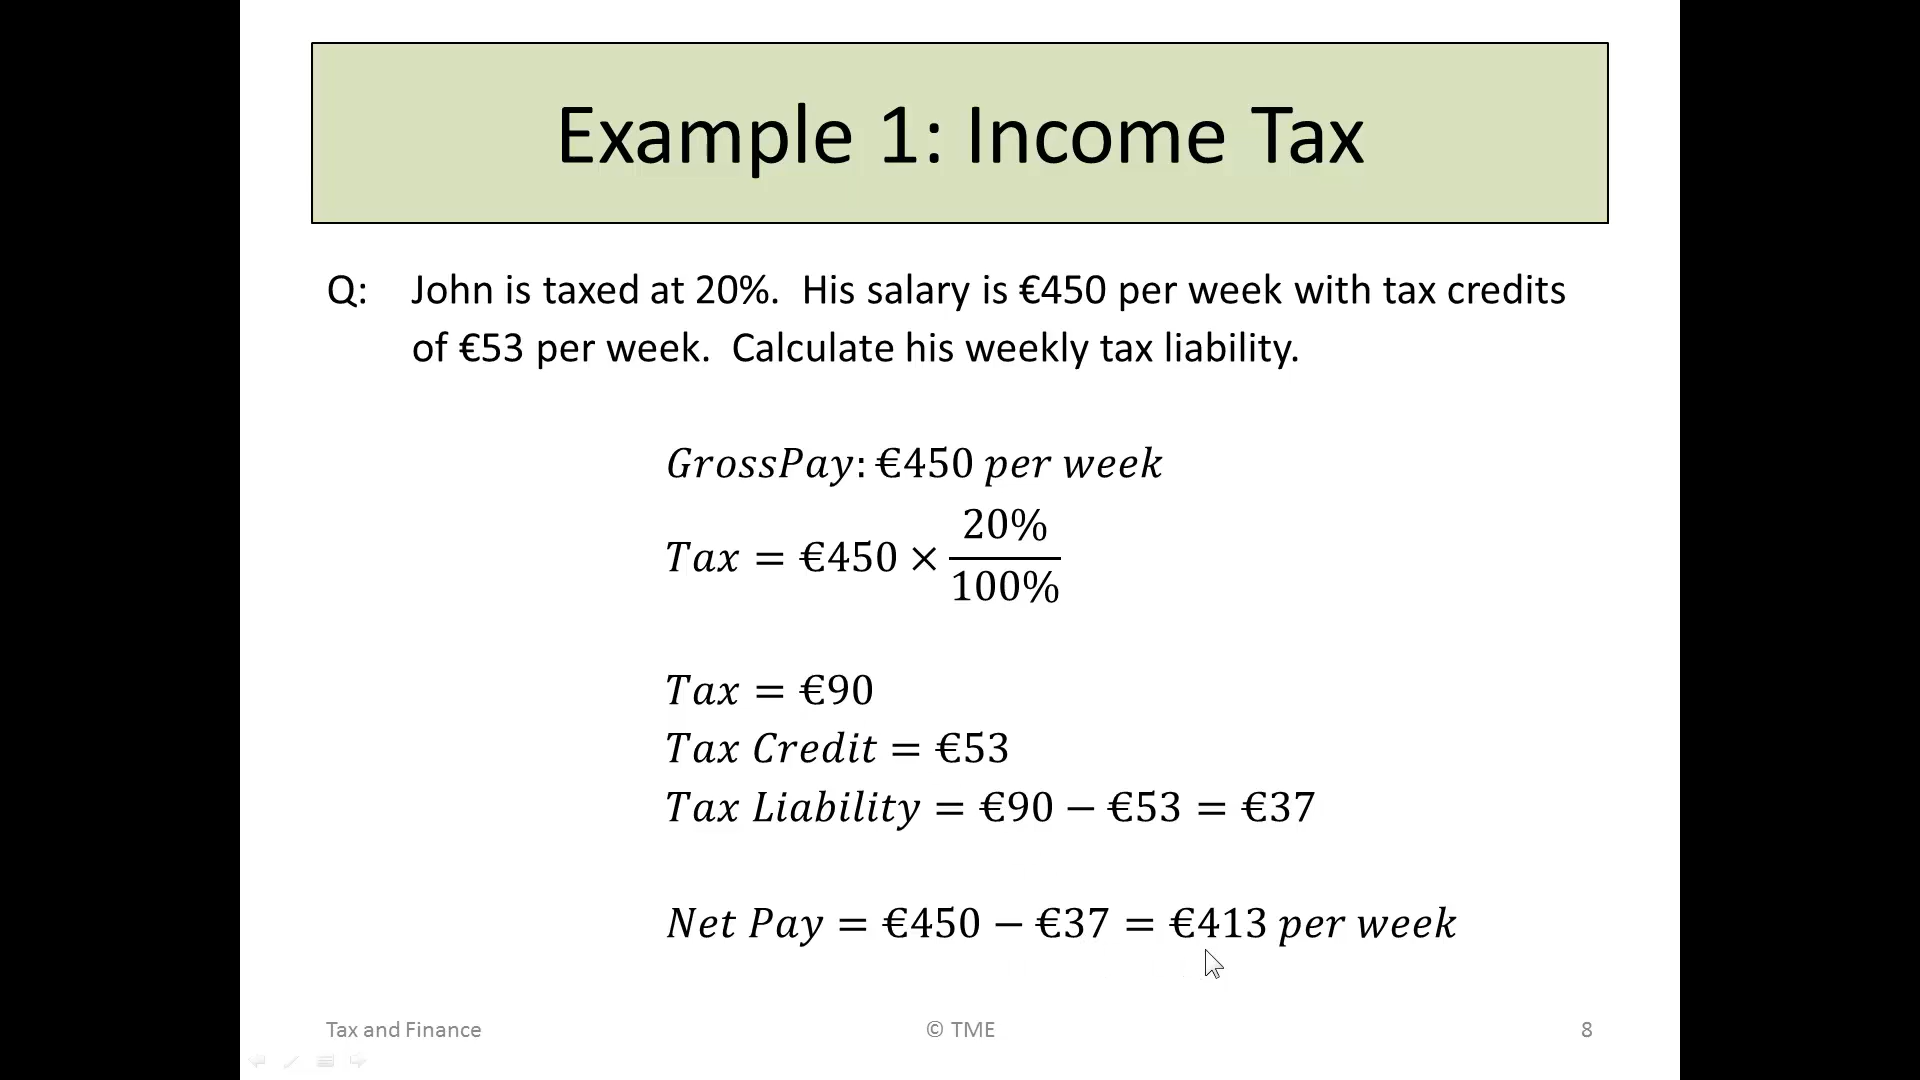 Example 1: Income Tax
Q: John is taxed at 20%. His salary is €450 per week with tax credits
of €53 per week. Calculate his weekly tax liability.
GrossPay: €450 per week
Tax = €450 × 20%/100%
Tax = €90
Tax Credit = €53
Tax Liability = €90 − €53 = €37
Net Pay = €450 − €37 = €413 per week
Tax and Finance © TME 8